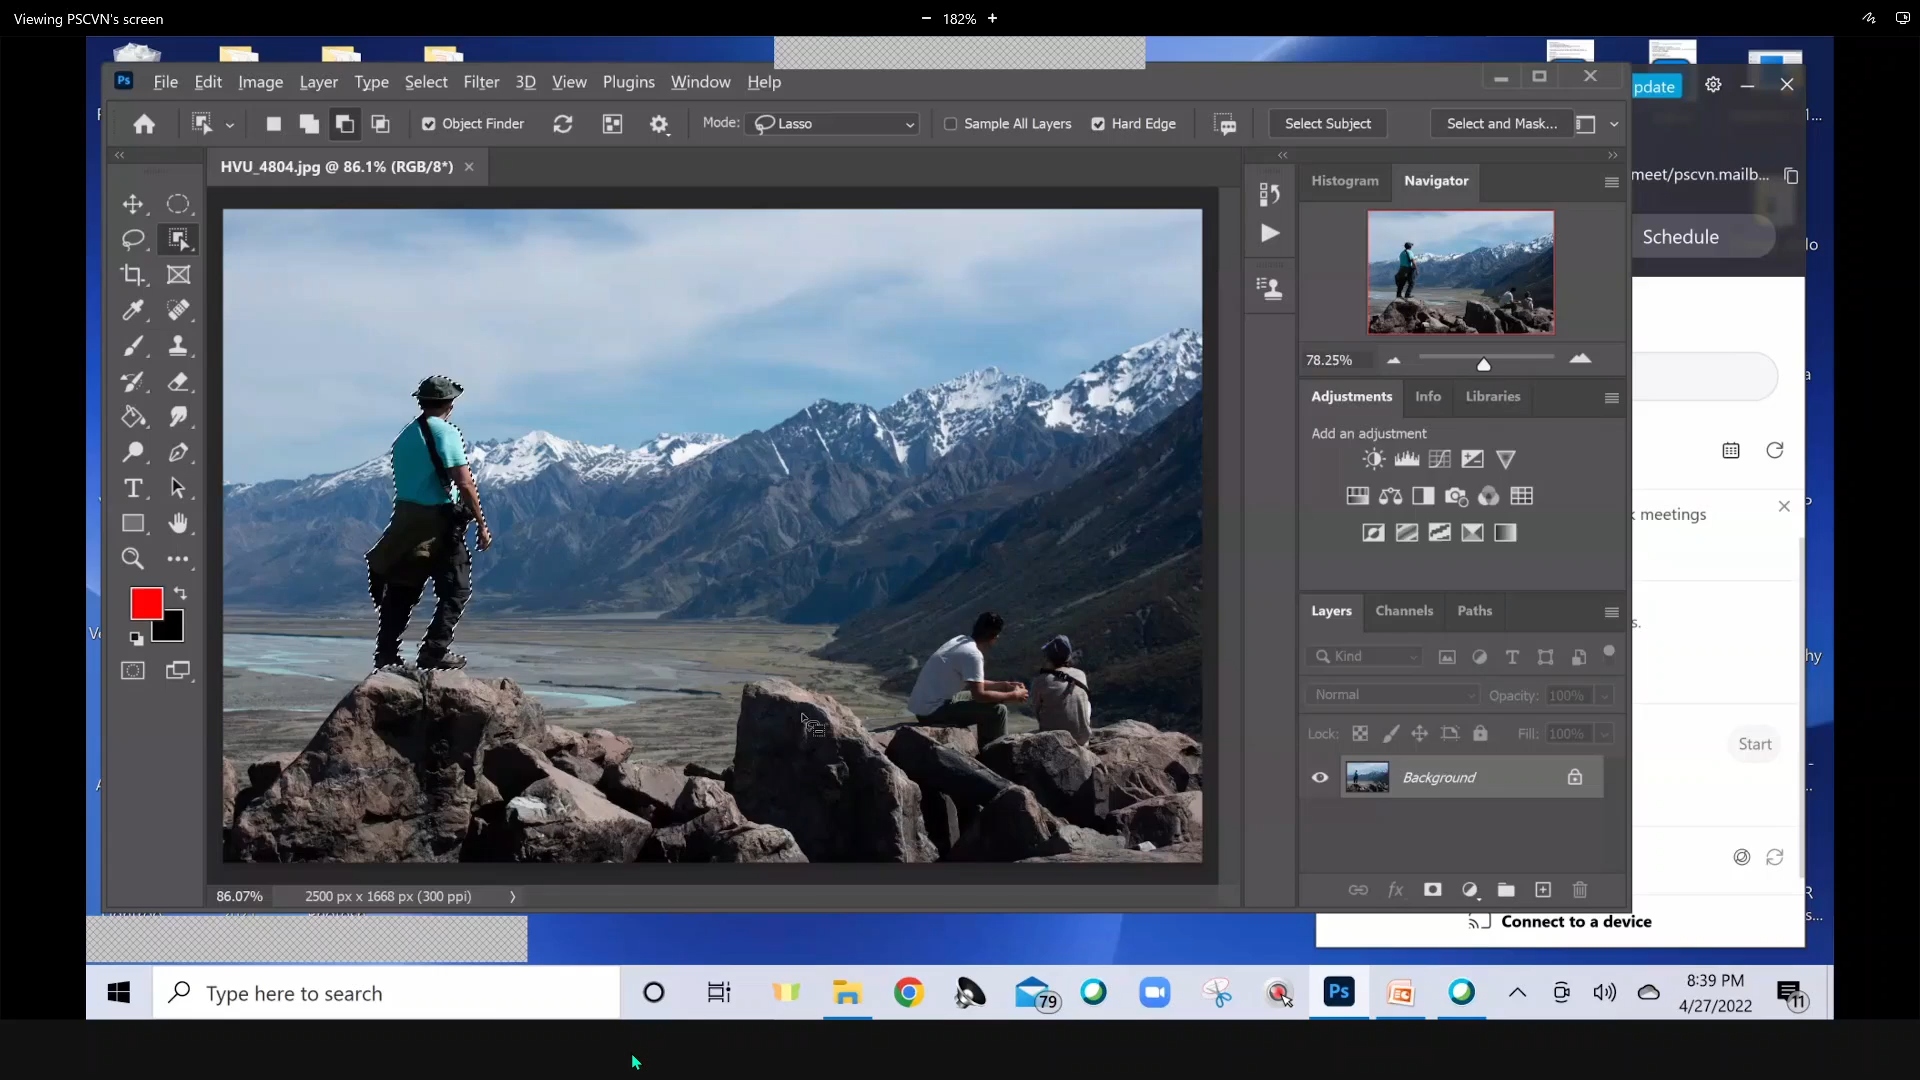 Viewing PSCVN's screen
− 182% +
Ps File Edit Image Layer Type Select Filter 3D View Plugins Window Help
pdate
Object Finder Mode: Lasso Sample All Layers Hard Edge Select Subject Select and Mask...
HVU_4804.jpg @ 86.1% (RGB/8*) ×
Histogram Navigator
meet/pscvn.mailb...
Schedule
78.25%
Adjustments Info Libraries
Add an adjustment
meetings
Layers Channels Paths
Kind
Normal Opacity: 100%
Lock: Fill: 100%
Start
Background
fx
86.07% 2500 px x 1668 px (300 ppi)
Connect to a device
Type here to search
79
Ps
8:39 PM
4/27/2022
11